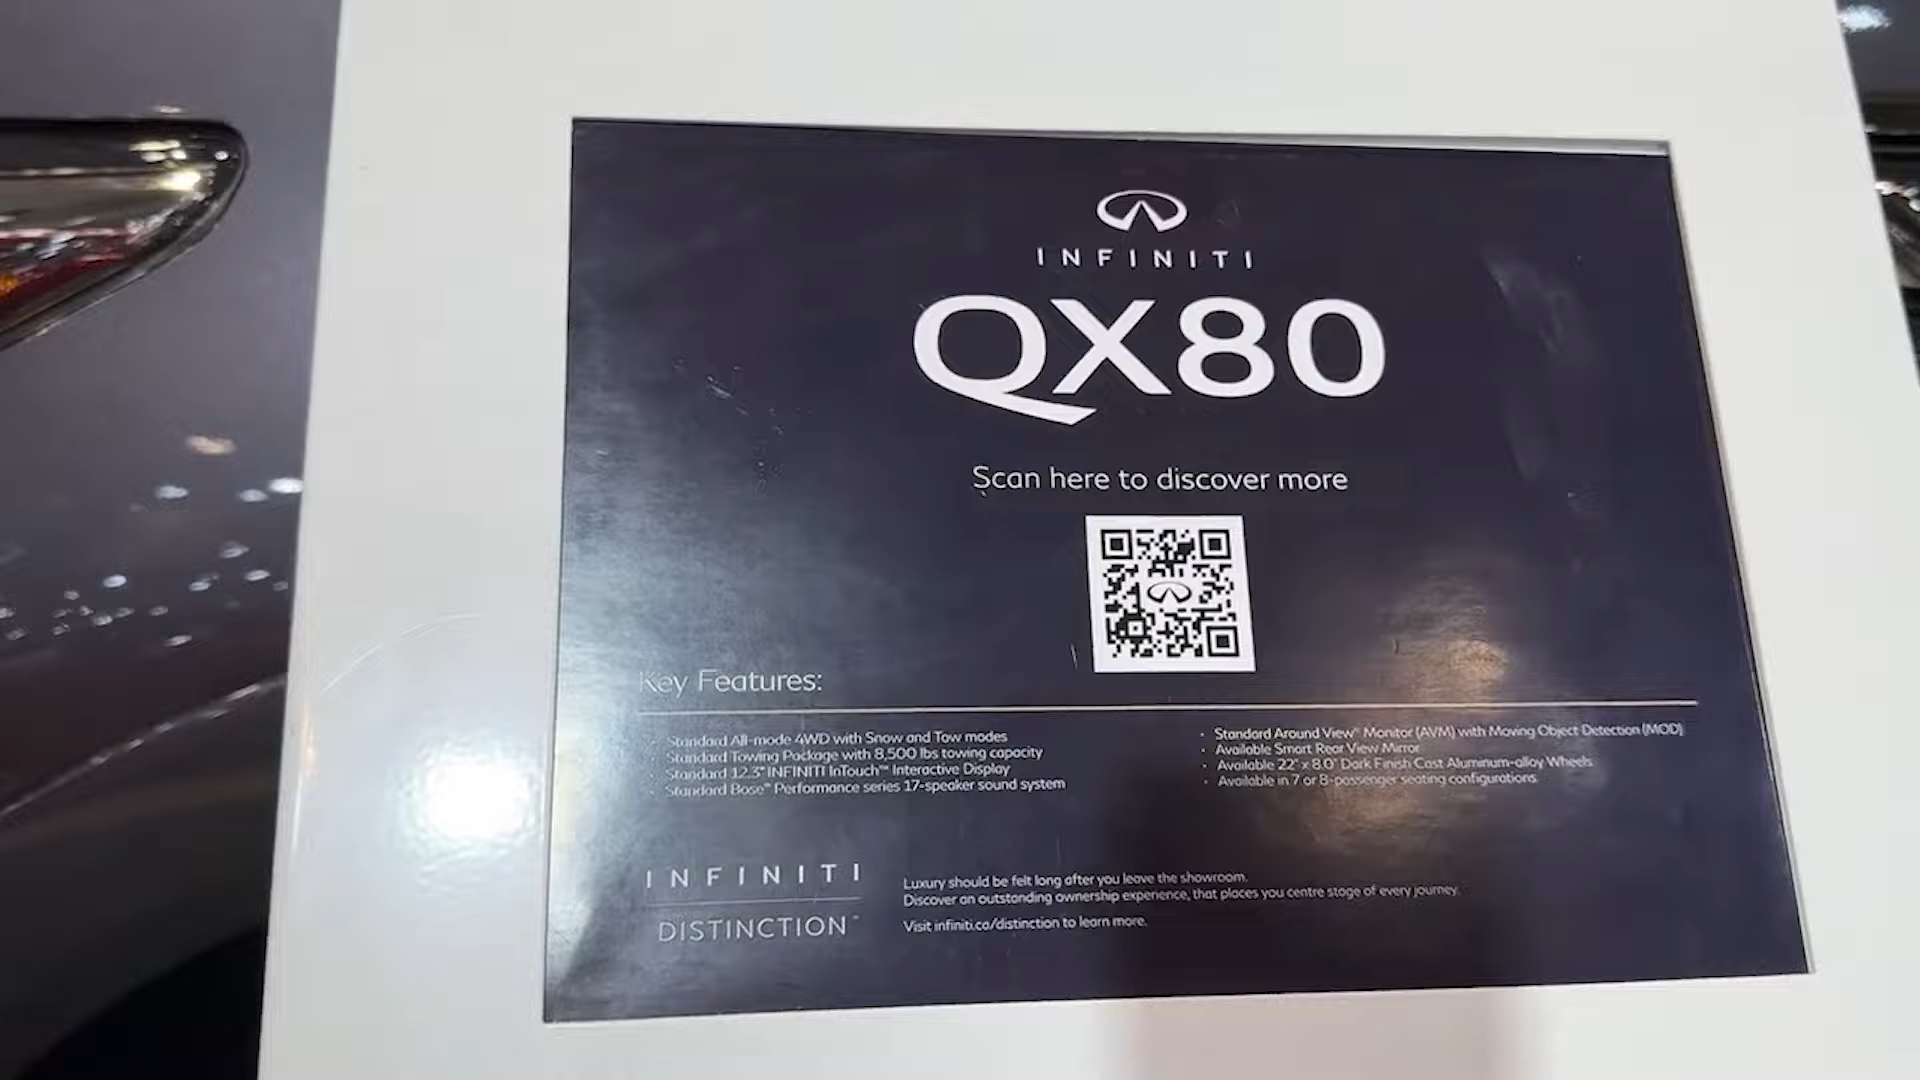 INFINITI
QX80
Scan here to discover more
Key Features:
· Standard All-mode 4WD with Snow and Tow modes
· Standard Towing Package with 8,500 lbs towing capacity
· Standard 12.3" INFINITI InTouch™ Interactive Display
· Standard Bose® Performance series 17-speaker sound system
· Standard Around View® Monitor (AVM) with Moving Object Detection (MOD)
· Available Smart Rear View Mirror
· Available 22" x 8.0" Dark Finish Cast Aluminum-alloy Wheels
· Available in 7 or 8-passenger seating configurations
INFINITI
DISTINCTION™
Luxury should be felt long after you leave the showroom.
Discover an outstanding ownership experience, that places you centre stage of every journey.
Visit infiniti.ca/distinction to learn more.